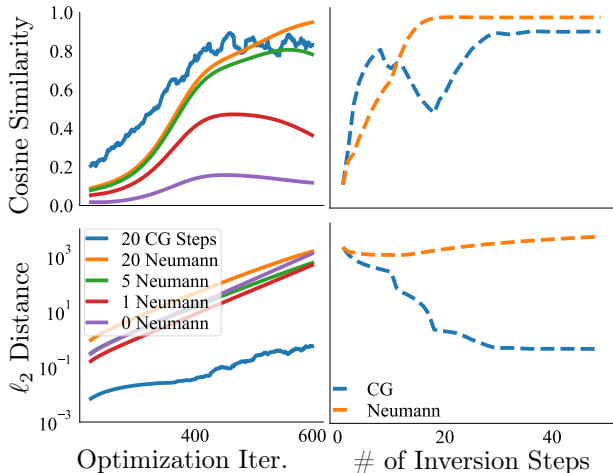 Cosine Similarity
1.0
0.8
0.6
0.4
0.2
0.0
ℓ2 Distance
10^3
10^1
10^-1
10^-3
20 CG Steps
20 Neumann
5 Neumann
1 Neumann
0 Neumann
CG
Neumann
400
600
0
20
40
Optimization Iter.
# of Inversion Steps